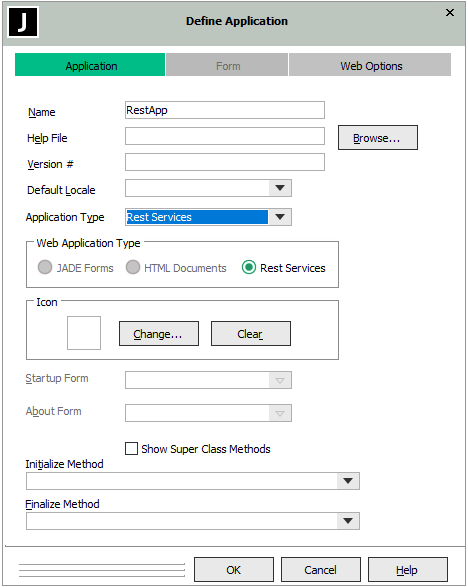 J
Define Application
Application Form Web Options
Name RestApp
Help File Browse...
Version #
Default Locale
Application Type Rest Services
Web Application Type
JADE Forms HTML Documents Rest Services
Icon
Change... Clear
Startup Form
About Form
Show Super Class Methods
Initialize Method
Finalize Method
OK Cancel Help